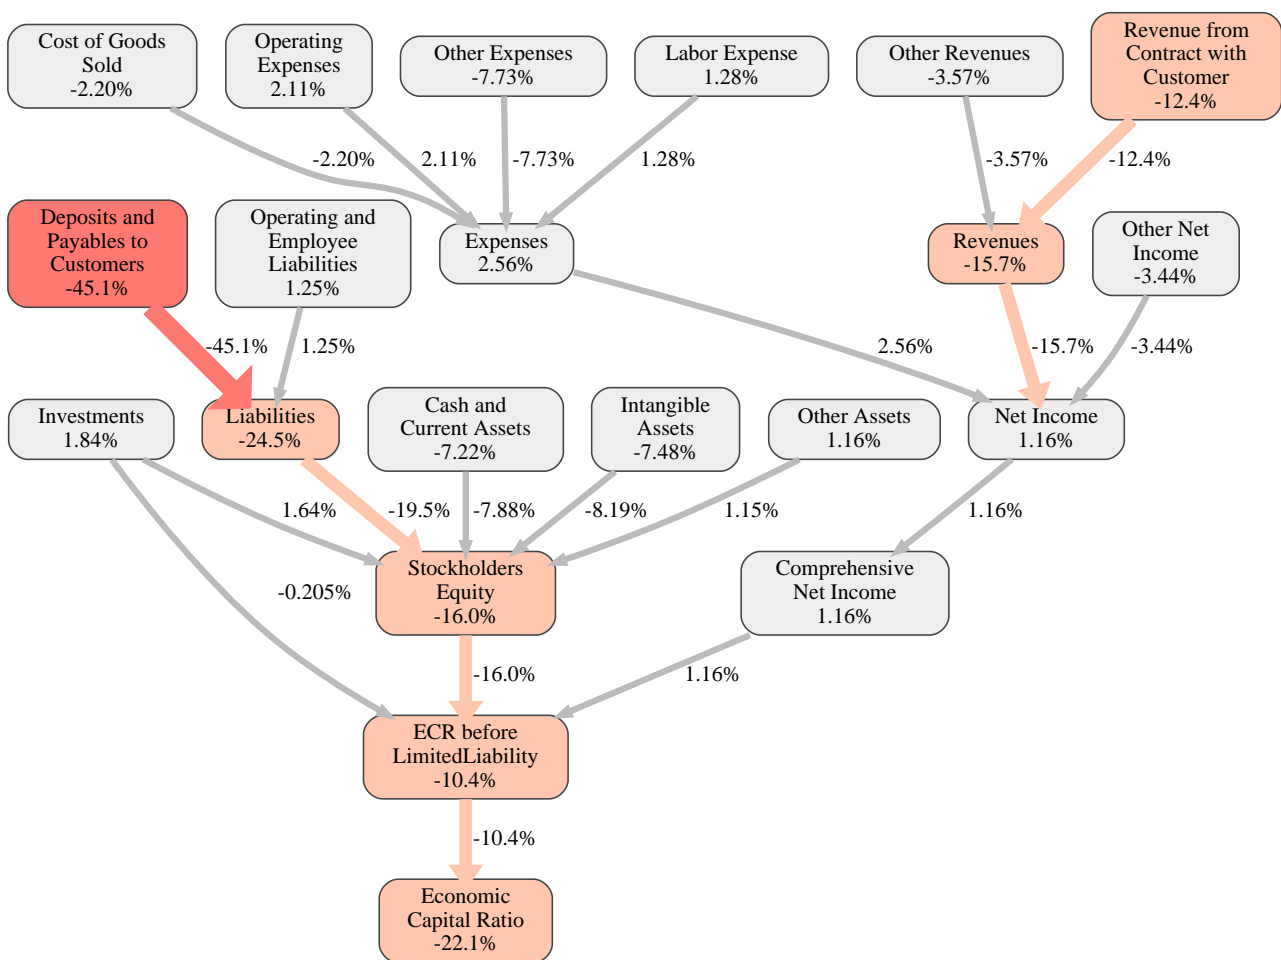 Cost of Goods
Sold
-2.20%
Operating
Expenses
2.11%
Other Expenses
-7.73%
Labor Expense
1.28%
Other Revenues
-3.57%
Revenue from
Contract with
Customer
-12.4%
-2.20%
2.11%
-7.73%
1.28%
-3.57%
-12.4%
Deposits and
Payables to
Customers
-45.1%
Operating and
Employee
Liabilities
1.25%
Expenses
2.56%
Revenues
-15.7%
Other Net
Income
-3.44%
-45.1%
1.25%
2.56%
-15.7%
-3.44%
Investments
1.84%
Liabilities
-24.5%
Cash and
Current Assets
-7.22%
Intangible
Assets
-7.48%
Other Assets
1.16%
Net Income
1.16%
1.64%
-19.5%
-7.88%
-8.19%
1.15%
1.16%
-0.205%
Stockholders
Equity
-16.0%
Comprehensive
Net Income
1.16%
-16.0%
1.16%
ECR before
LimitedLiability
-10.4%
-10.4%
Economic
Capital Ratio
-22.1%